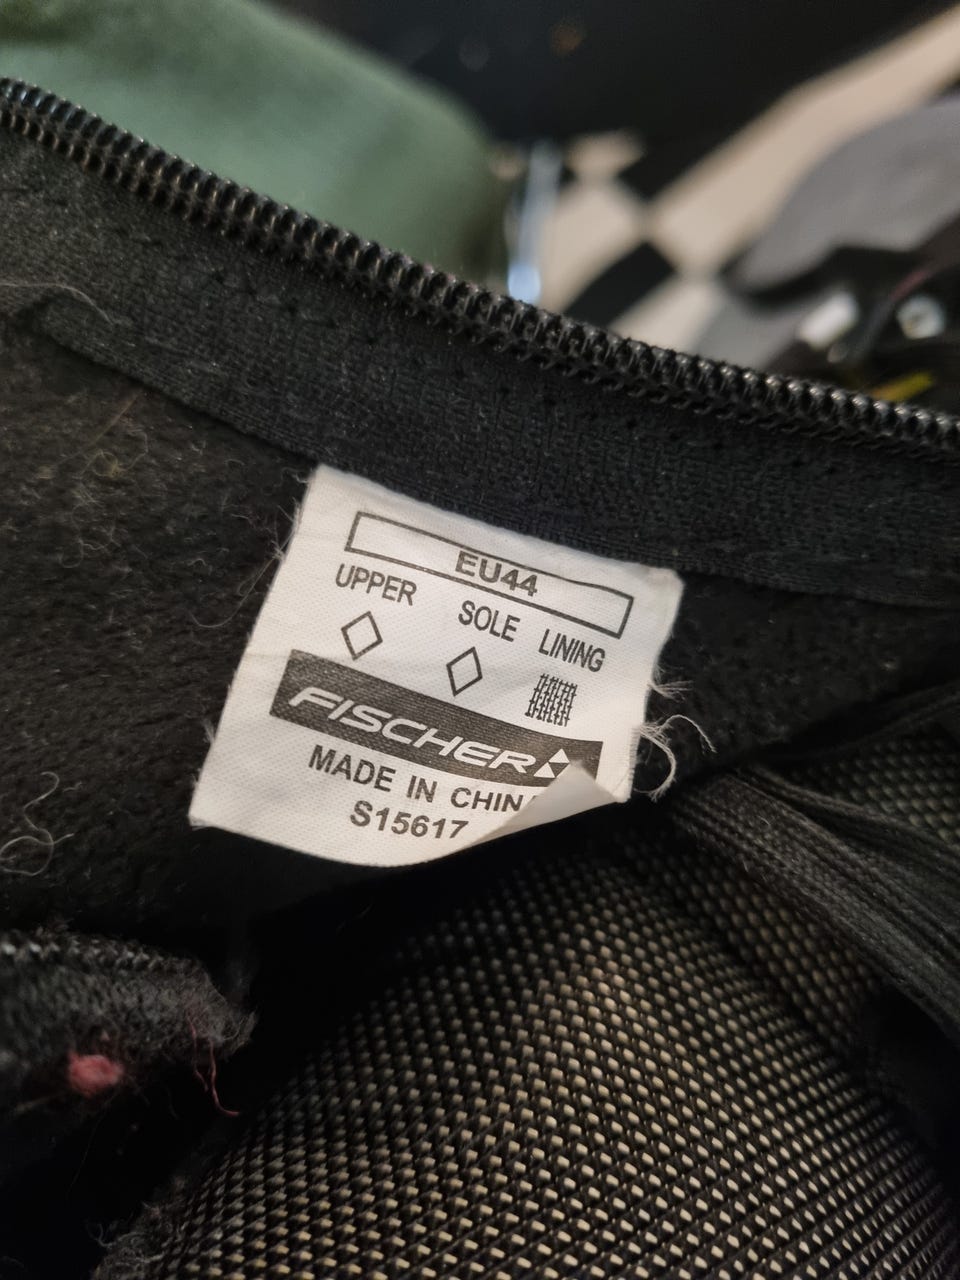 EU44
UPPER SOLE LINING
FISCHER
MADE IN CHIN
S15617